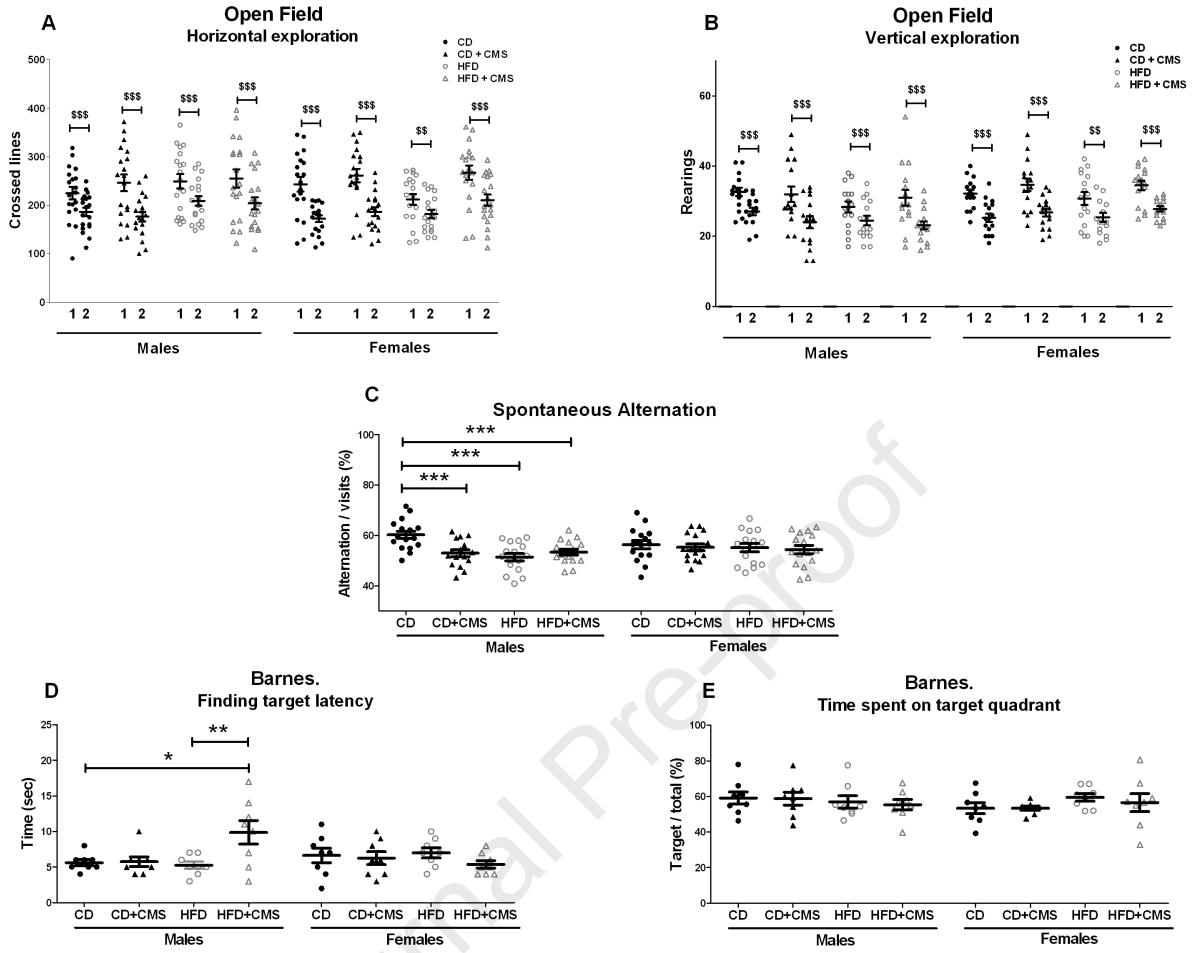 A
Open Field
Horizontal exploration
CD
CD + CMS
HFD
HFD + CMS
Crossed lines
500
400
300
200
100
0
$$$ $$$ $$$ $$$ $$$ $$$ $$ $$$
1 2 1 2 1 2 1 2 1 2 1 2 1 2 1 2
Males Females
B
Open Field
Vertical exploration
CD
CD + CMS
HFD
HFD + CMS
Rearings
60
40
20
0
$$$ $$$ $$$ $$$ $$$ $$$ $$ $$$
1 2 1 2 1 2 1 2 1 2 1 2 1 2 1 2
Males Females
C
Spontaneous Alternation
Alternation / visits (%)
100
80
60
40
***
***
***
CD CD+CMS HFD HFD+CMS CD CD+CMS HFD HFD+CMS
Males Females
D
Barnes.
Finding target latency
Time (sec)
25
20
15
10
5
0
**
*
CD CD+CMS HFD HFD+CMS CD CD+CMS HFD HFD+CMS
Males Females
E
Barnes.
Time spent on target quadrant
Target / total (%)
100
80
60
40
20
0
CD CD+CMS HFD HFD+CMS CD CD+CMS HFD HFD+CMS
Males Females
rnal Pre-proof